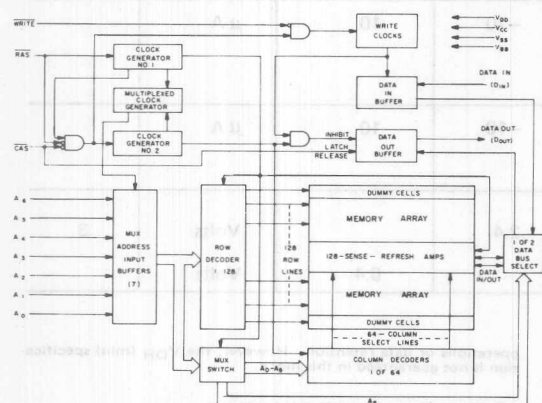 WRITE
WRITE
CLOCKS
VDD
VCC
VSS
VBB
RAS
CLOCK
GENERATOR
NO. 1
MULTIPLEXED
CLOCK
GENERATOR
DATA
IN
BUFFER
DATA IN
(DIN)
CLOCK
GENERATOR
NO 2
CAS
INHIBIT
LATCH
RELEASE
DATA
OUT
BUFFER
DATA OUT
(DOUT)
A6
A5
A4
A3
A2
A1
A0
MUX
ADDRESS
INPUT
BUFFERS
(7)
ROW
DECODER
128
128
ROW
LINES
DUMMY CELLS
MEMORY ARRAY
128-SENSE-REFRESH AMPS
MEMORY ARRAY
DUMMY CELLS
DATA
IN/OUT
1 OF 2
DATA
BUS
SELECT
64-COLUMN
SELECT LINES
COLUMN DECODERS
1 OF 64
MUX
SWITCH